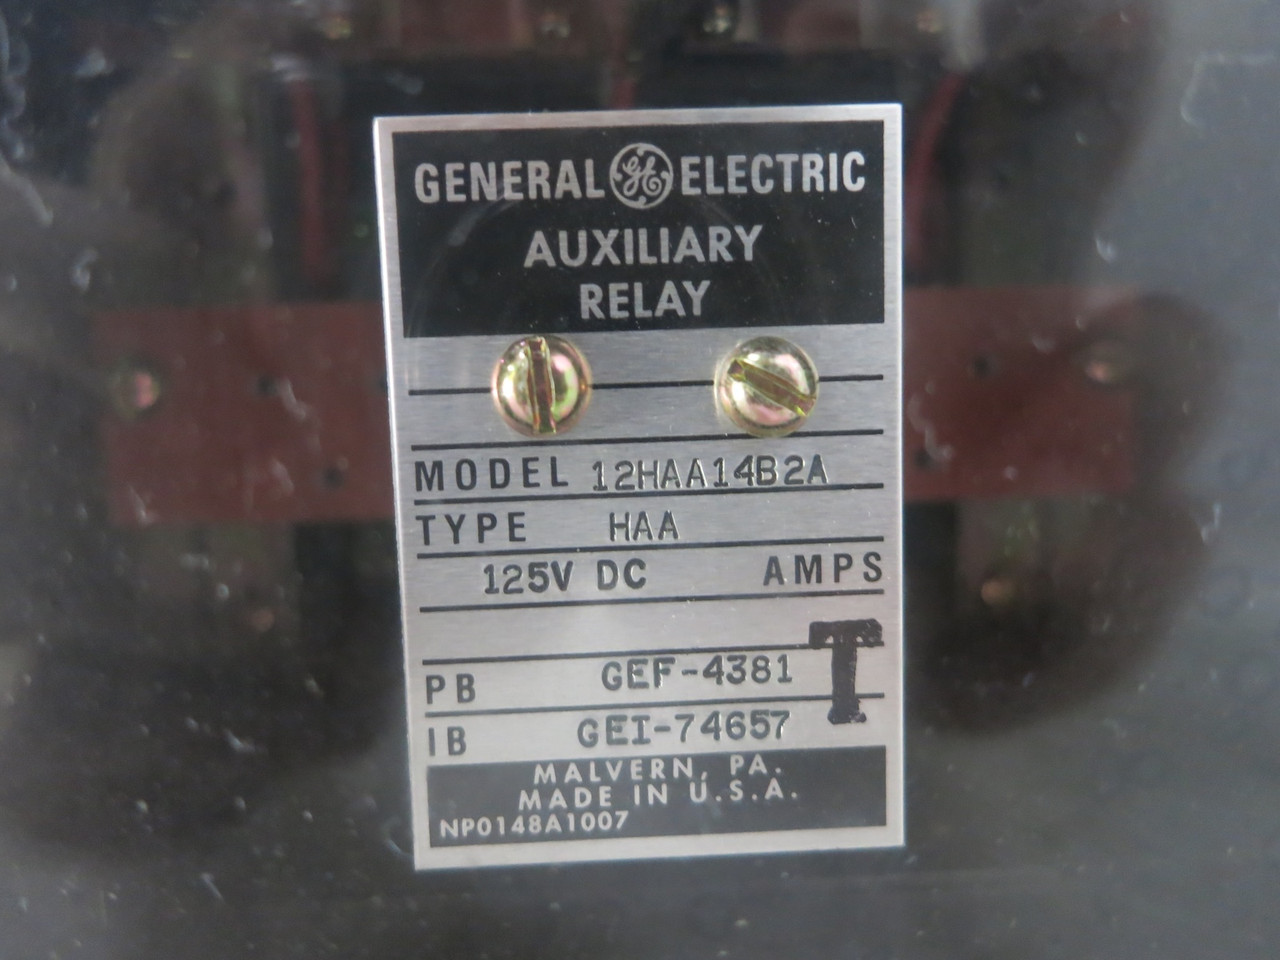 GENERAL GE ELECTRIC
AUXILIARY
RELAY
MODEL 12HAA14B2A
TYPE HAA
125V DC AMPS
T
PB GEF-4381
IB GEI-74657
MALVERN, PA.
MADE IN U.S.A.
NP0148A1007